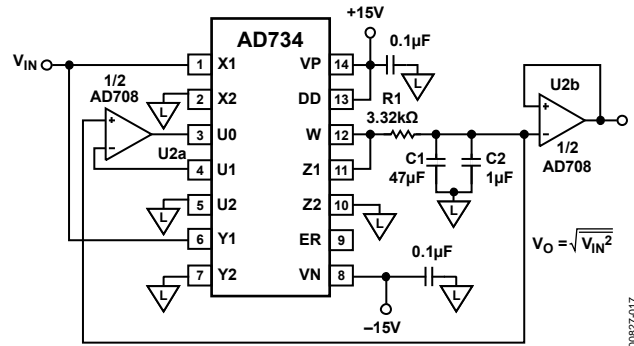 +15V
AD734
0.1µF
VIN
1 X1 VP 14
L
1/2
AD708
2 X2 DD 13
L
R1
3.32kΩ
U2b
+
–
3 U0 W 12
U2a
+
–
4 U1 Z1 11
C1
47µF
C2
1µF
1/2
AD708
5 U2 Z2 10
L
L
L
6 Y1 ER 9
VO = √VIN²
0.1µF
7 Y2 VN 8
L
L
–15V
00827-017